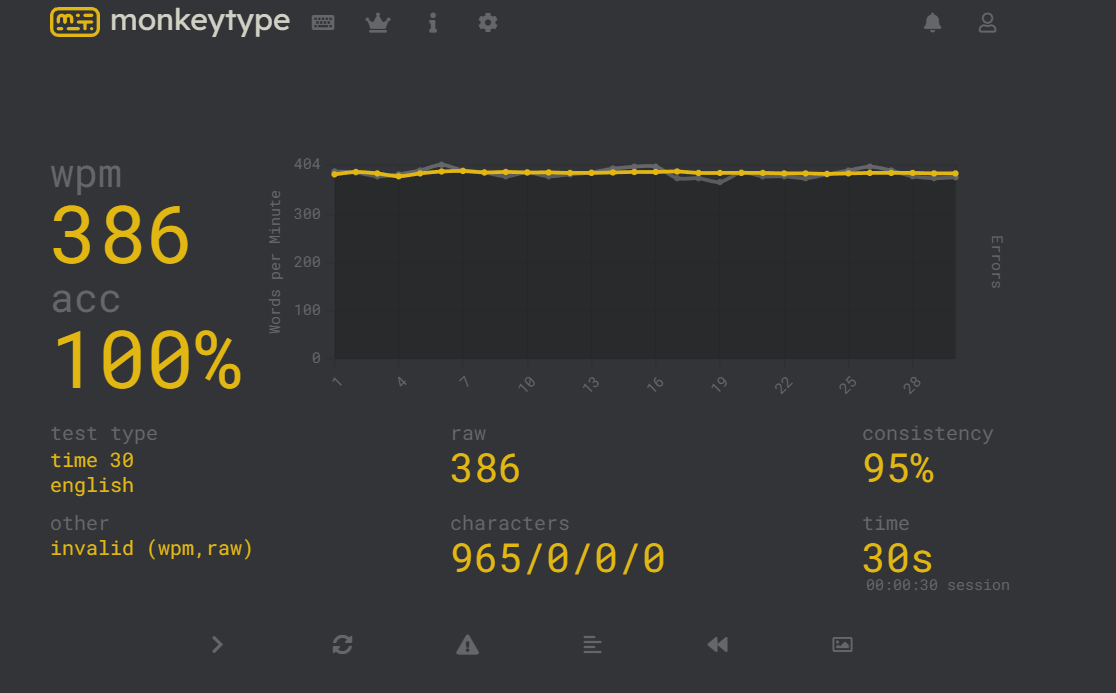 monkeytype
wpm
386
acc
100%
Words per Minute
404
300
200
100
0
1 4 7 10 13 16 19 22 25 28
Errors
test type
time 30
english
other
invalid (wpm,raw)
raw
386
characters
965/0/0/0
consistency
95%
time
30s
00:00:30 session